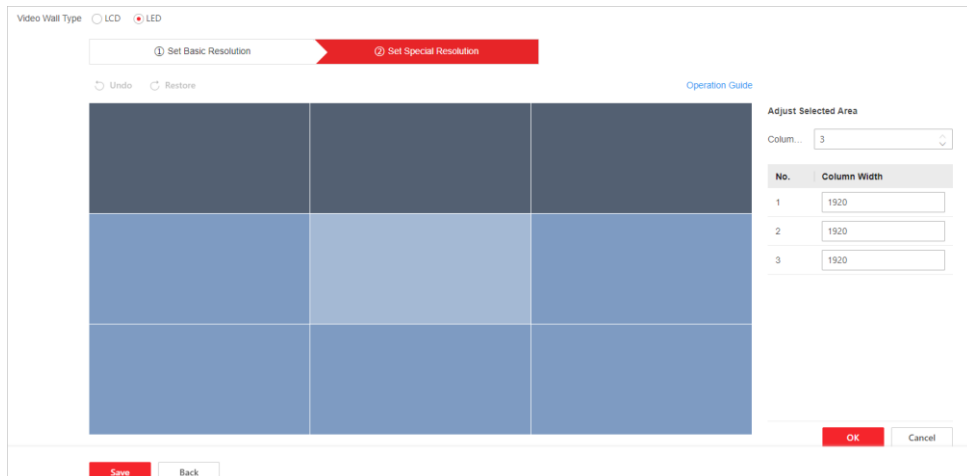 Video Wall Type LCD LED
① Set Basic Resolution ② Set Special Resolution
Undo Restore Operation Guide
Adjust Selected Area
Colum... 3
No. Column Width
1 1920
2 1920
3 1920
OK Cancel
Save Back